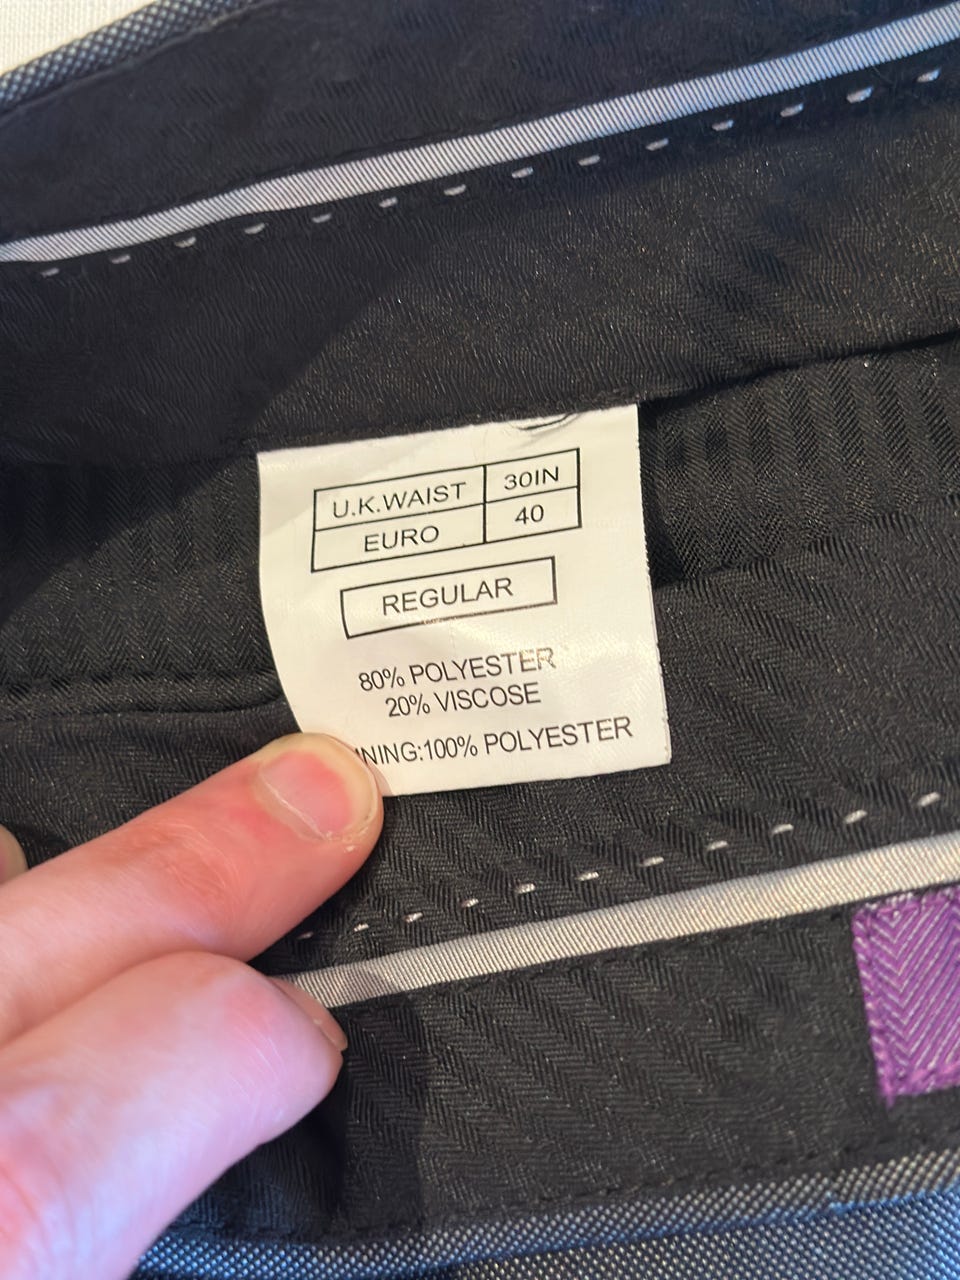 U.K.WAIST 30IN
EURO 40
REGULAR
80% POLYESTER
20% VISCOSE
NING:100% POLYESTER